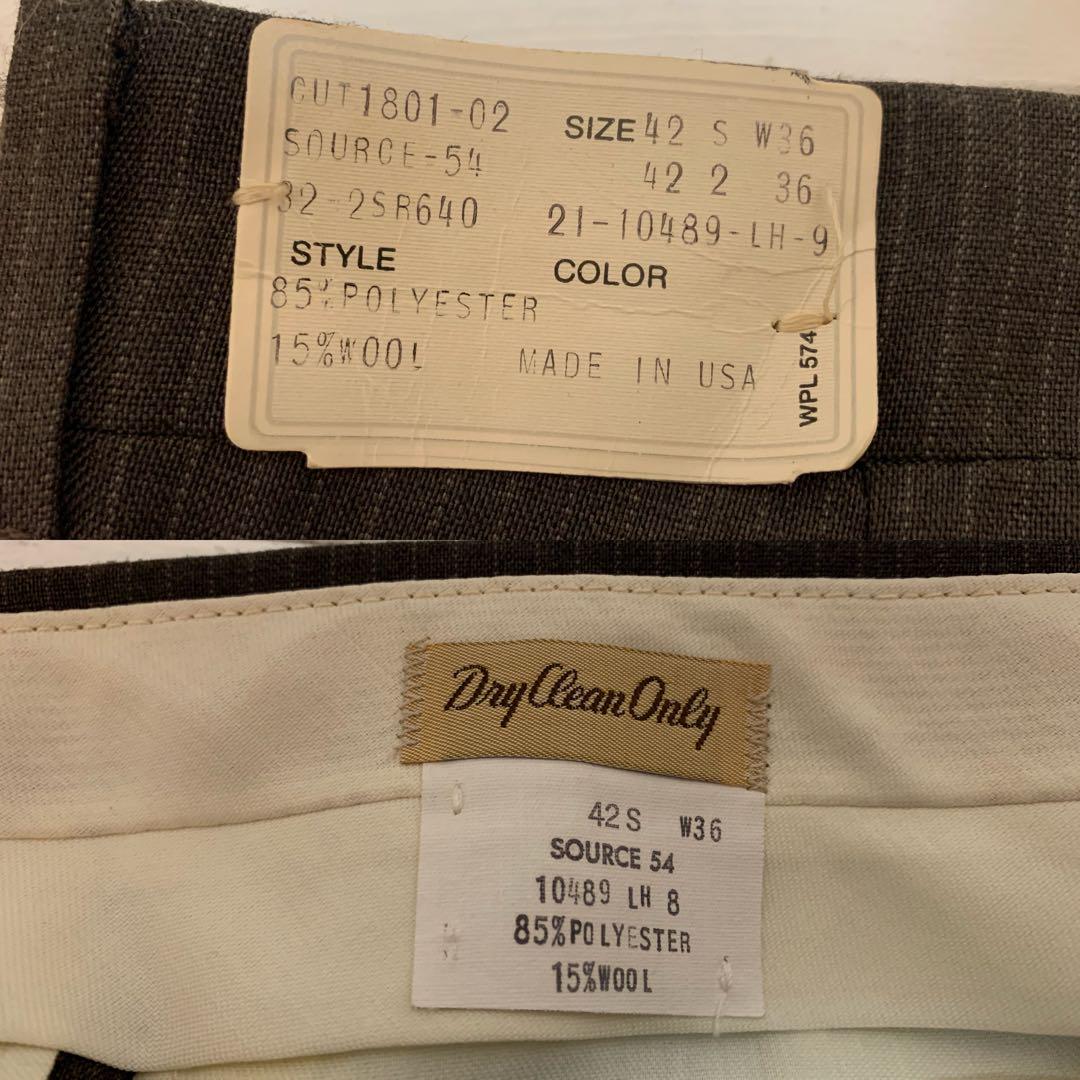 CUT1801-02 SIZE 42 S W36
SOURCE-54 42 2 36
32-2SR640 21-10489-LH-9
STYLE COLOR
85%POLYESTER
15%WOOL MADE IN USA
WPL 574
Dry Clean Only
42 S W36
SOURCE 54
10489 LH 8
85%POLYESTER
15%WOOL